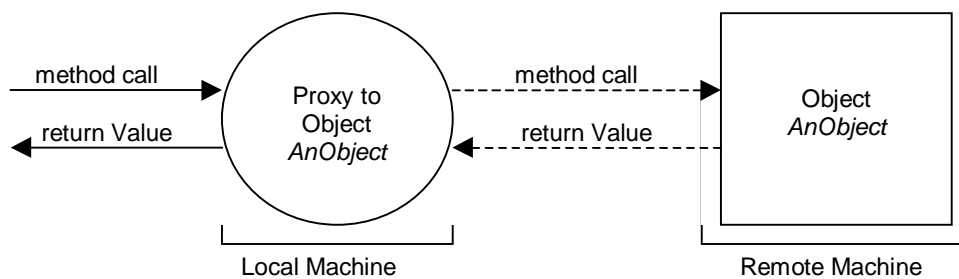 method call
return Value
Proxy to
Object
AnObject
method call
return Value
Object
AnObject
Local Machine
Remote Machine